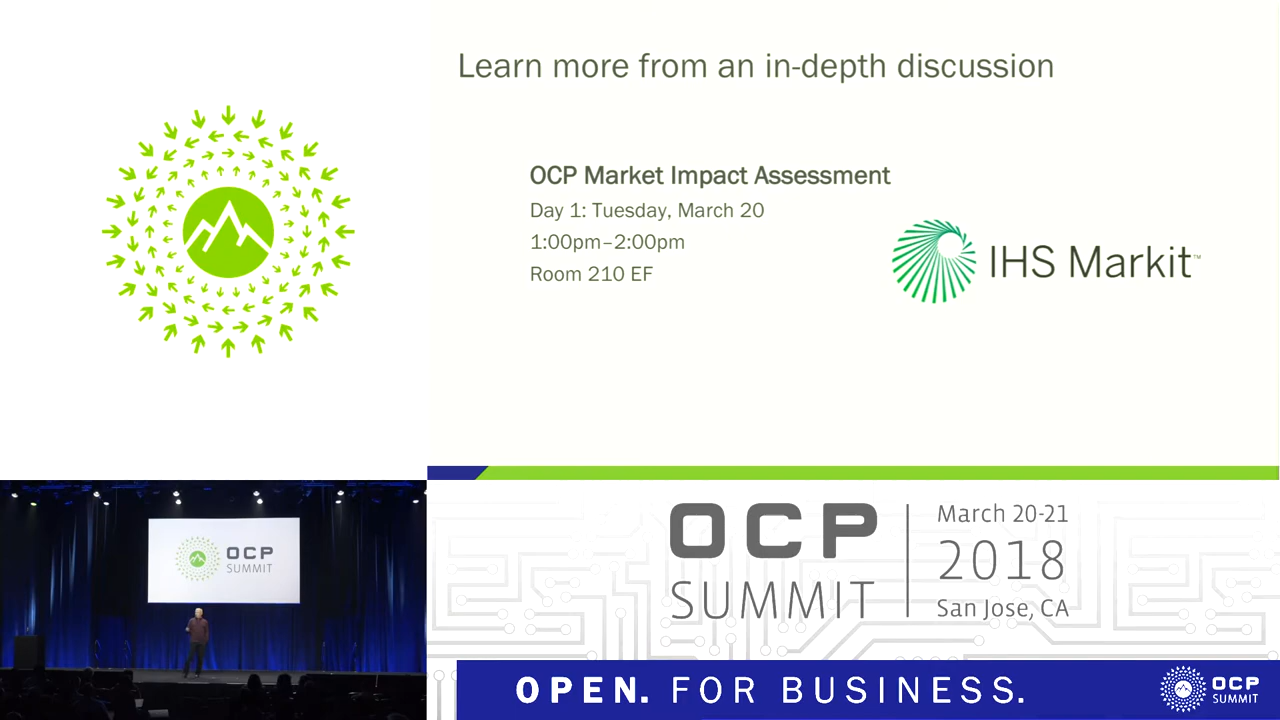 Learn more from an in-depth discussion
OCP Market Impact Assessment
Day 1: Tuesday, March 20
1:00pm–2:00pm
Room 210 EF
IHS Markit™
OCP
SUMMIT
OCP
SUMMIT
March 20-21
2018
San Jose, CA
OPEN. FOR BUSINESS.
OCP
SUMMIT